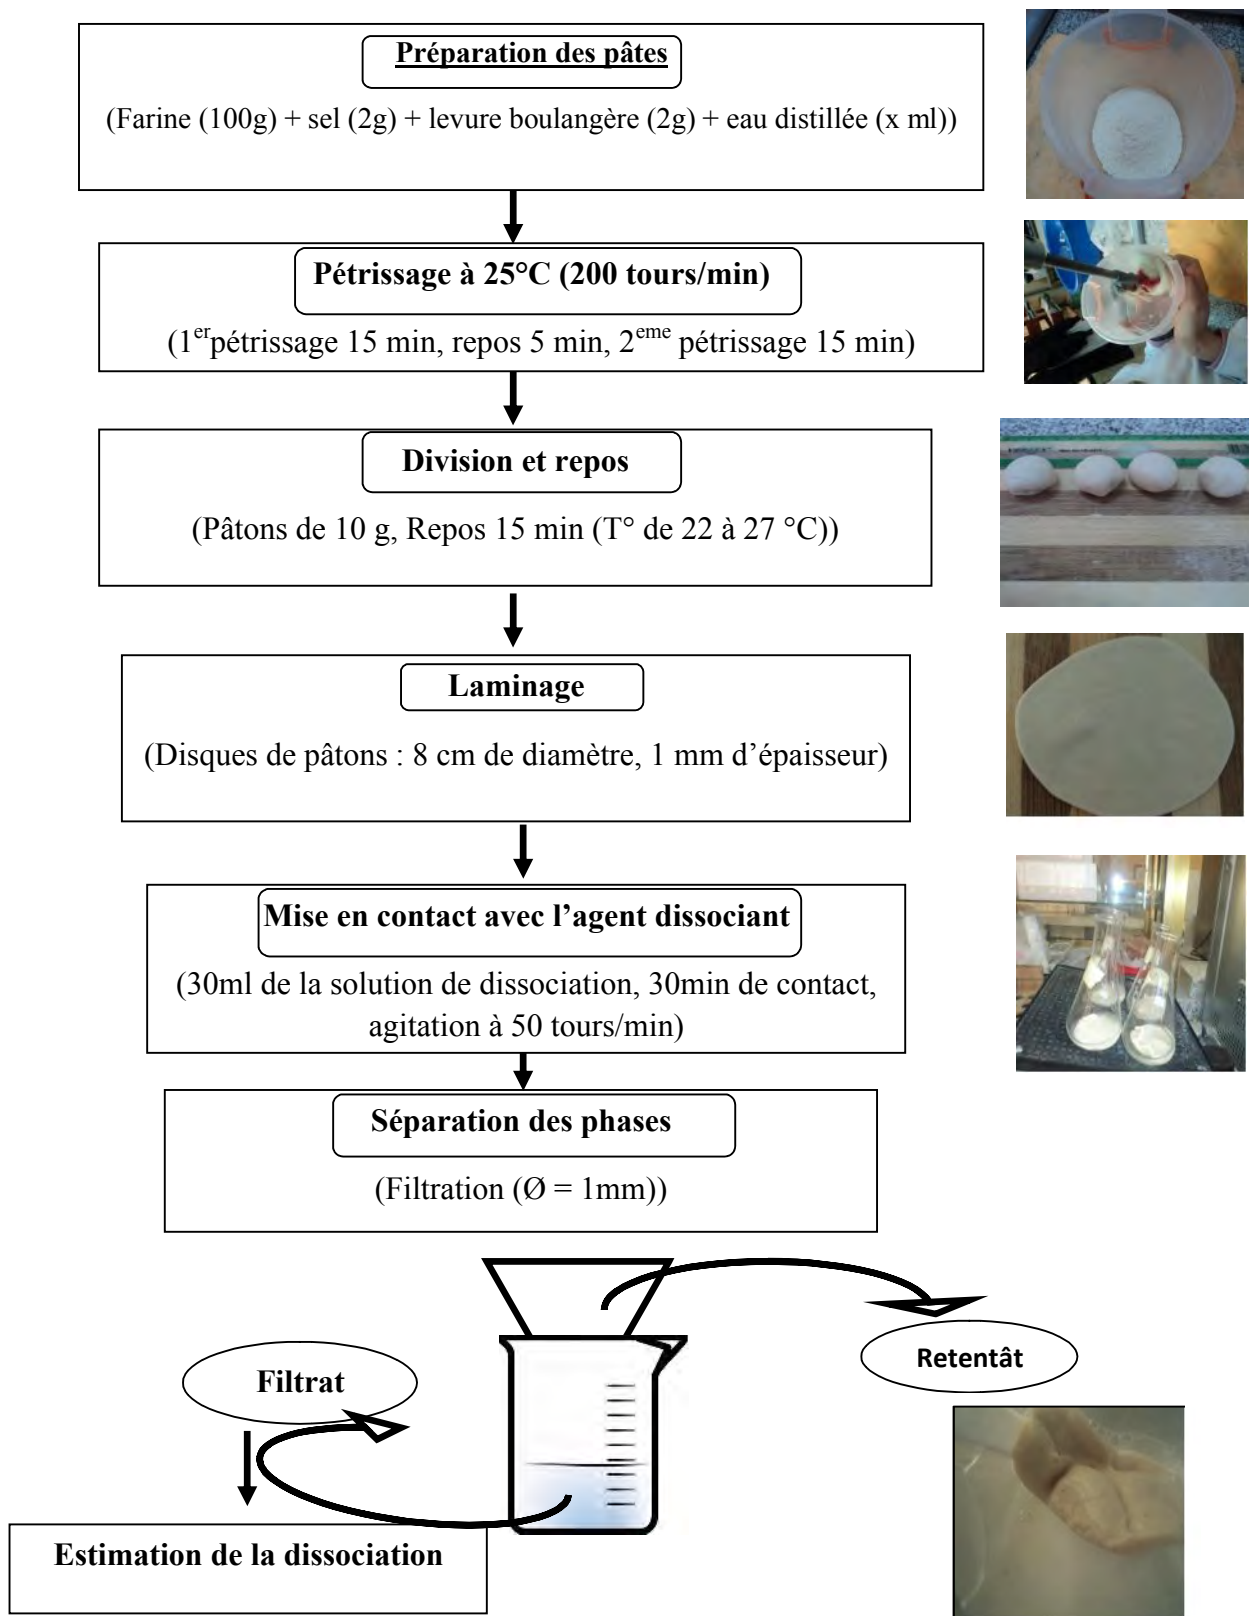 Préparation des pâtes
(Farine (100g) + sel (2g) + levure boulangère (2g) + eau distillée (x ml))
Pétrissage à 25°C (200 tours/min)
(1er pétrissage 15 min, repos 5 min, 2eme pétrissage 15 min)
Division et repos
(Pâtons de 10 g, Repos 15 min (T° de 22 à 27 °C))
Laminage
(Disques de pâtons : 8 cm de diamètre, 1 mm d’épaisseur)
Mise en contact avec l’agent dissociant
(30ml de la solution de dissociation, 30min de contact,
agitation à 50 tours/min)
Séparation des phases
(Filtration (Ø = 1mm))
Filtrat
Retentât
Estimation de la dissociation